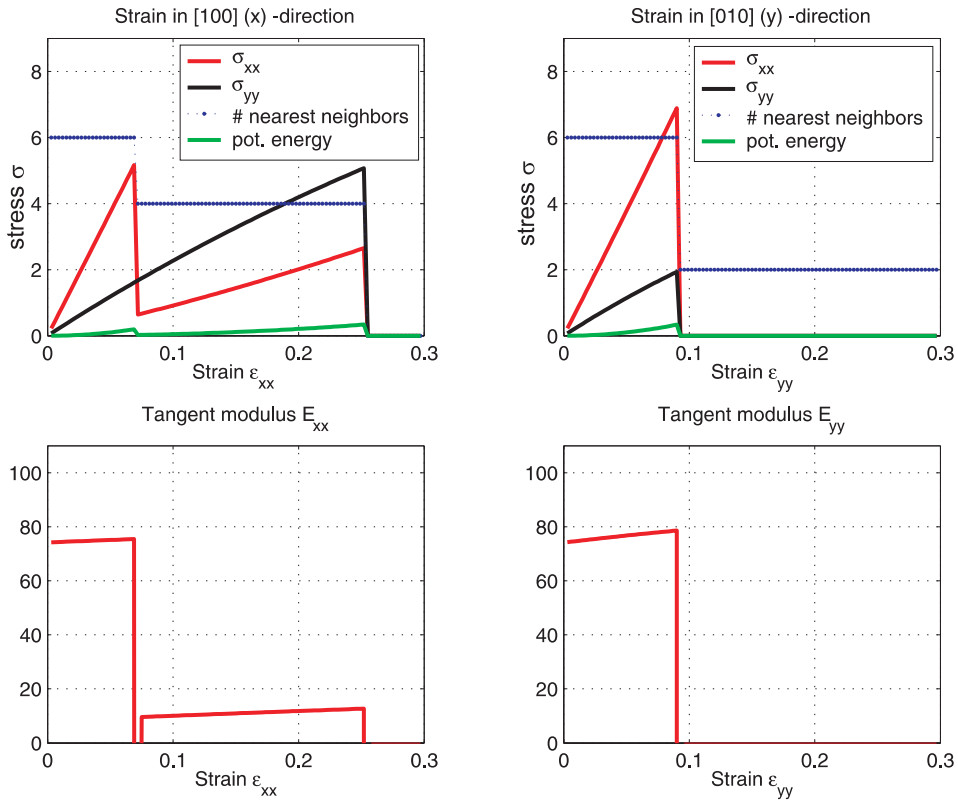 Strain in [100] (x) -direction
8
6
4
2
0
stress σ
σxx
σyy
# nearest neighbors
pot. energy
0 0.1 0.2 0.3
Strain εxx
Strain in [010] (y) -direction
8
6
4
2
0
stress σ
σxx
σyy
# nearest neighbors
pot. energy
0 0.1 0.2 0.3
Strain εyy
Tangent modulus Exx
100
80
60
40
20
0
0 0.1 0.2 0.3
Strain εxx
Tangent modulus Eyy
100
80
60
40
20
0
0 0.1 0.2 0.3
Strain εyy